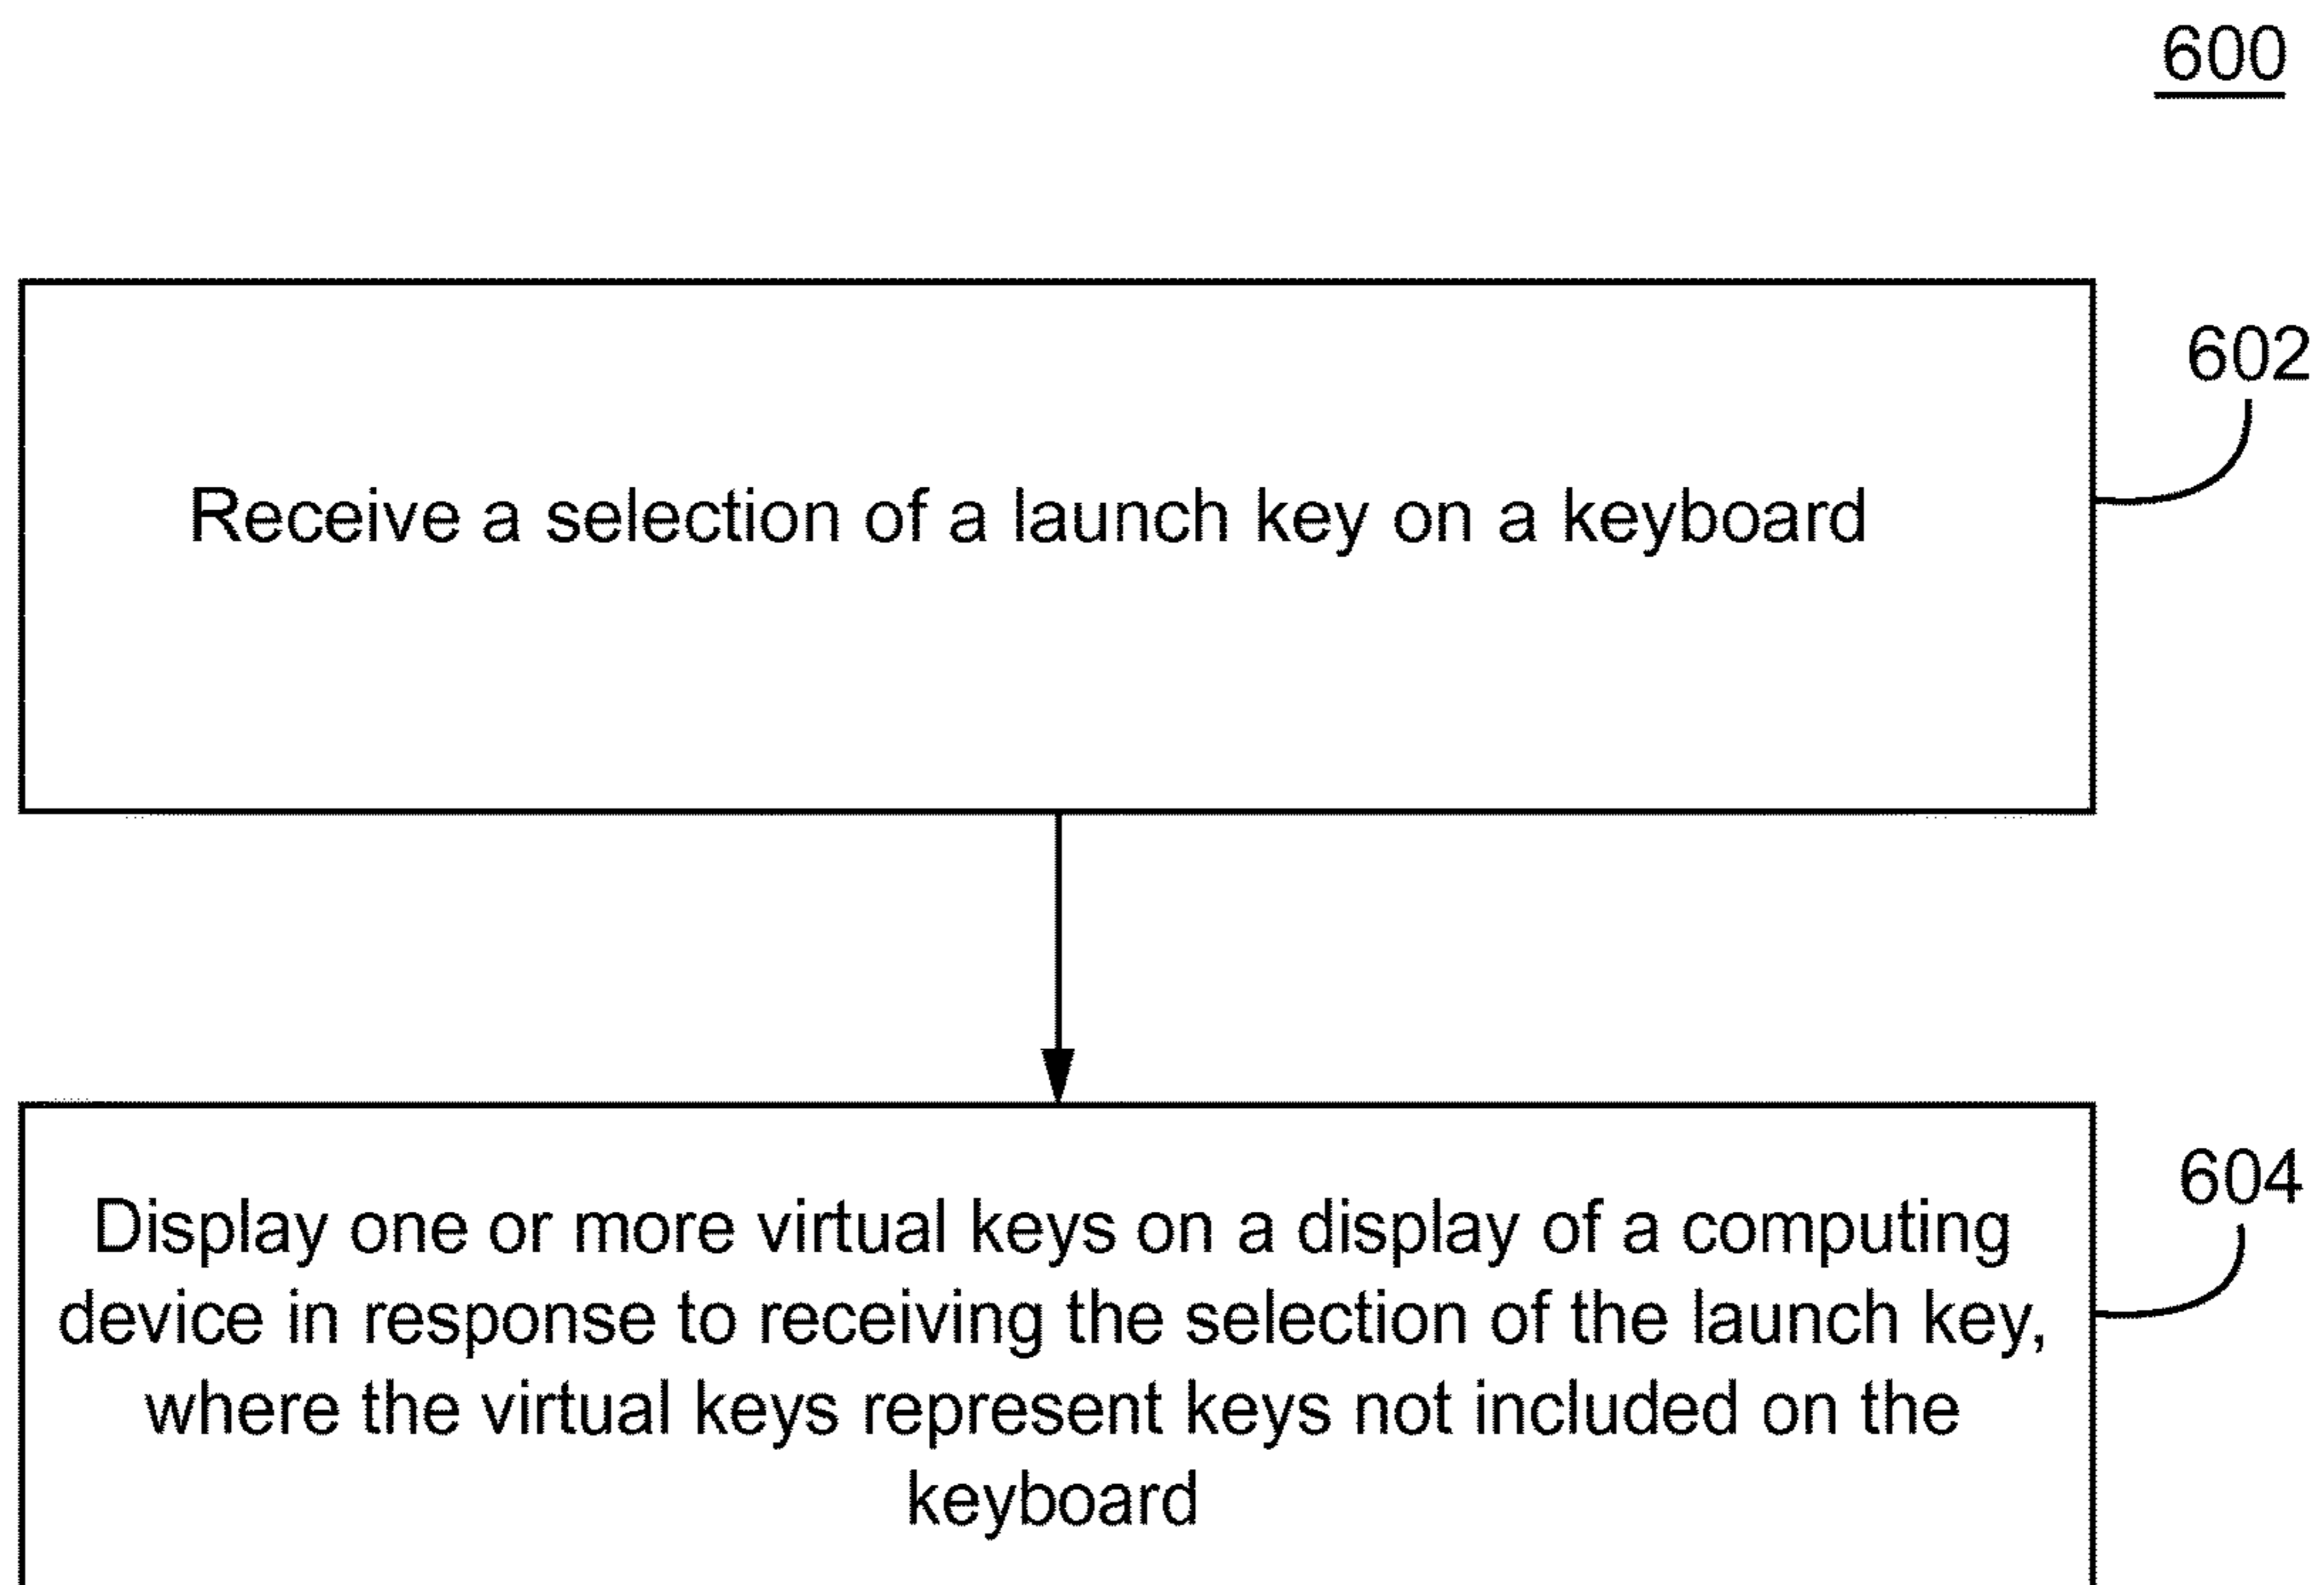 600
602
Receive a selection of a launch key on a keyboard
604
Display one or more virtual keys on a display of a computing
device in response to receiving the selection of the launch key,
where the virtual keys represent keys not included on the
keyboard